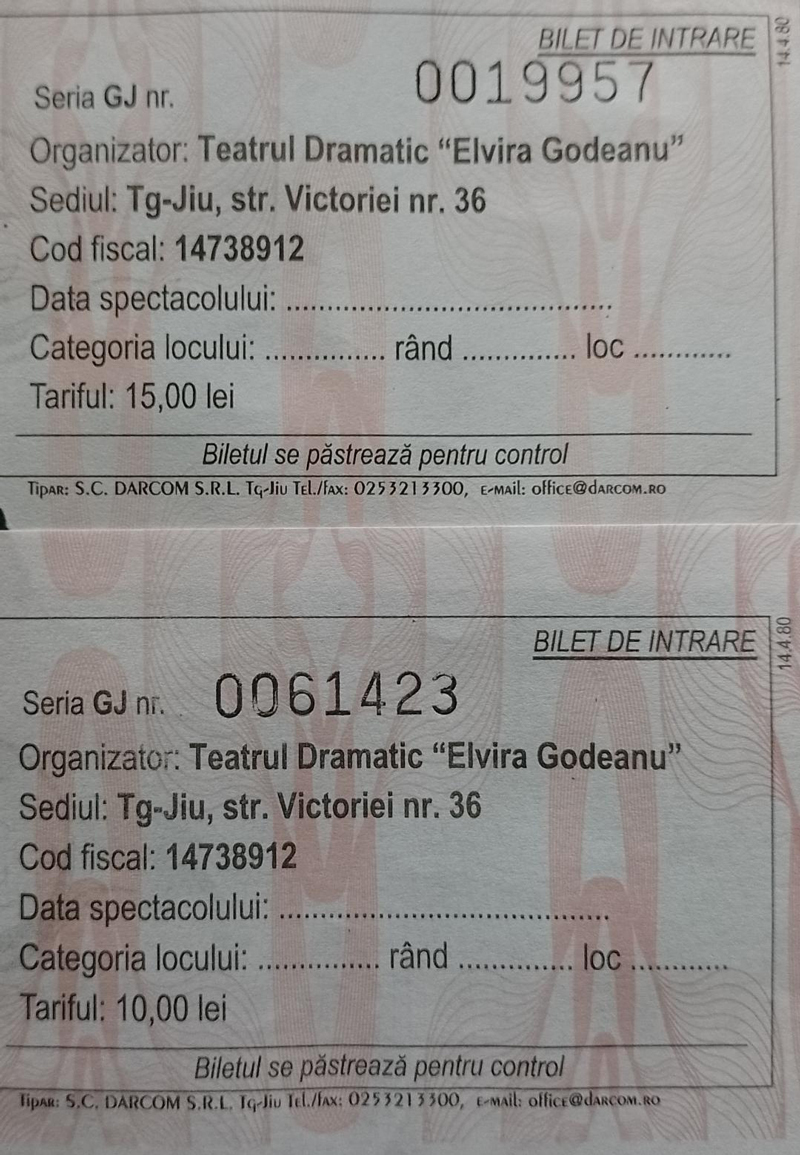 BILET DE INTRARE
14.4.80
Seria GJ nr. 0019957
Organizator: Teatrul Dramatic “Elvira Godeanu”
Sediul: Tg-Jiu, str. Victoriei nr. 36
Cod fiscal: 14738912
Data spectacolului: ..........................................
Categoria locului: ............... rând .............. loc ............
Tariful: 15,00 lei
Biletul se păstrează pentru control
Tipar: S.C. DARCOM S.R.L. Tg-Jiu Tel./fax: 0253213300, e-mail: office@darcom.ro
BILET DE INTRARE
14.4.80
Seria GJ nr. 0061423
Organizator: Teatrul Dramatic “Elvira Godeanu”
Sediul: Tg-Jiu, str. Victoriei nr. 36
Cod fiscal: 14738912
Data spectacolului: ..........................................
Categoria locului: ............... rând .............. loc ............
Tariful: 10,00 lei
Biletul se păstrează pentru control
Tipar: S.C. DARCOM S.R.L. Tg-Jiu Tel./fax: 0253213300, e-mail: office@darcom.ro